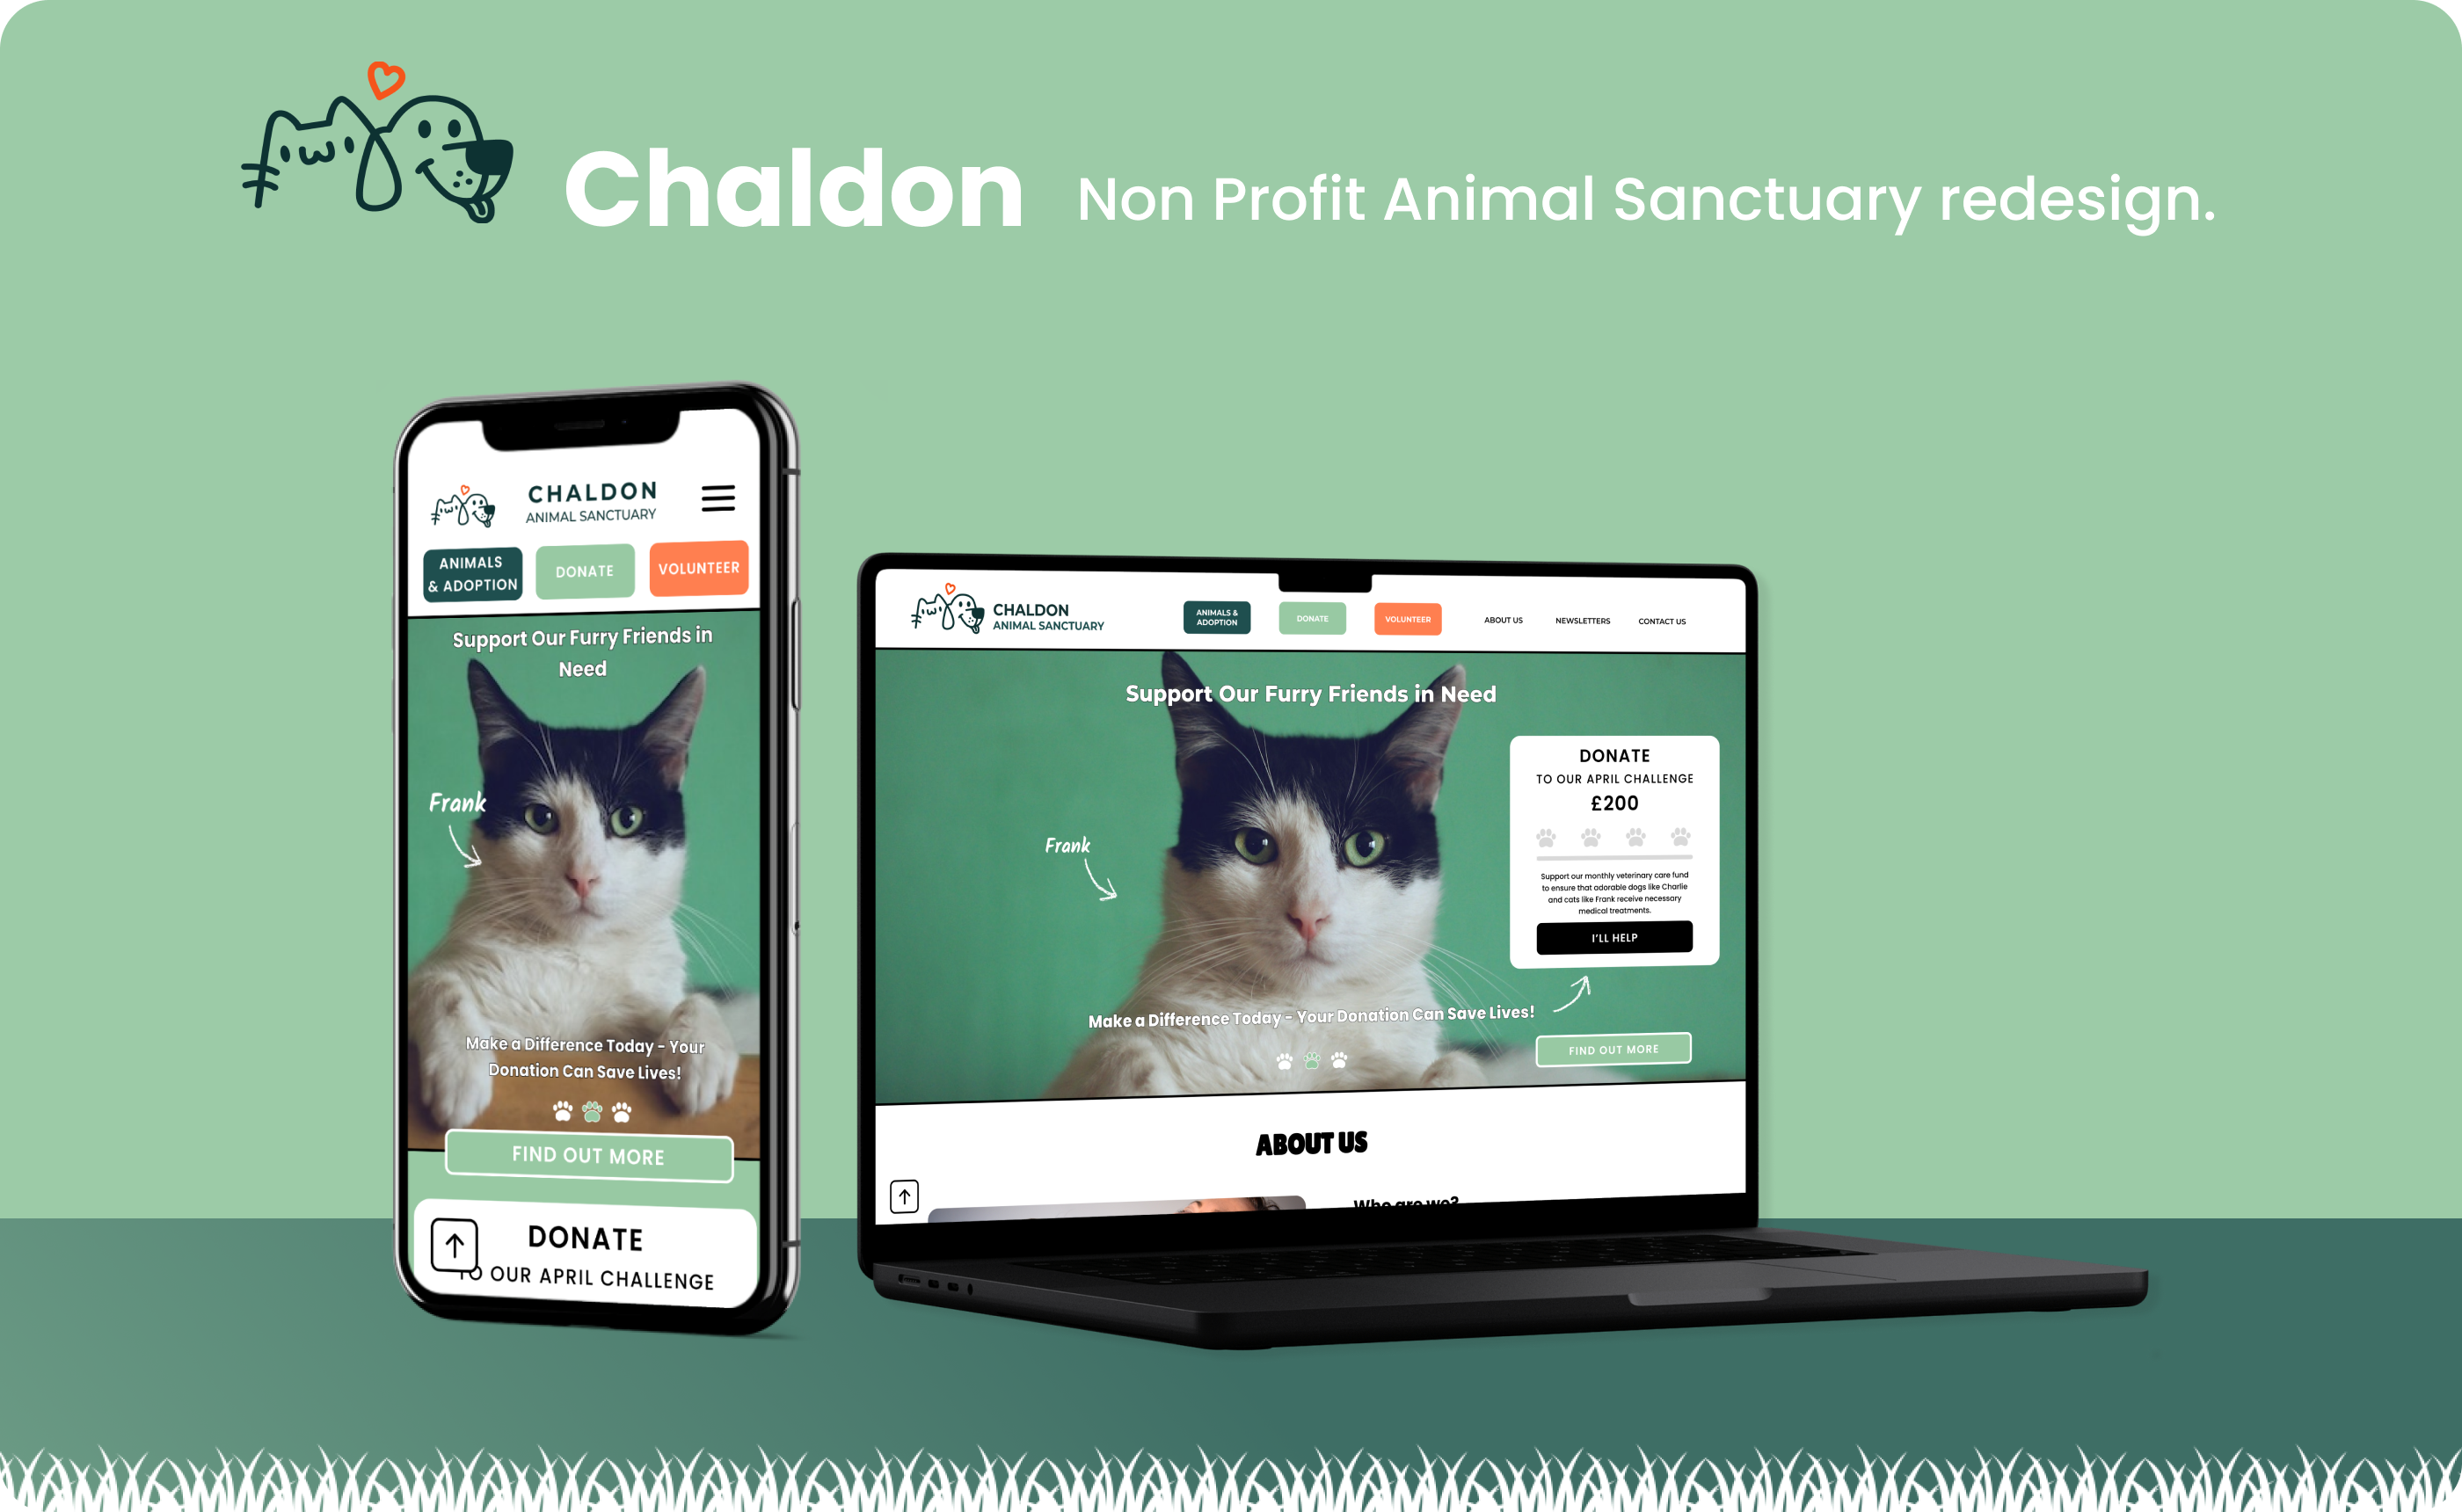 Chaldon Non Profit Animal Sanctuary redesign.
CHALDON
ANIMAL SANCTUARY
ANIMALS
& ADOPTION
DONATE
VOLUNTEER
Support Our Furry Friends in
Need
Frank
Make a Difference Today - Your
Donation Can Save Lives!
FIND OUT MORE
DONATE
TO OUR APRIL CHALLENGE
CHALDON
ANIMAL SANCTUARY
ANIMALS &
ADOPTION
DONATE
VOLUNTEER
ABOUT US
NEWSLETTERS
CONTACT US
Support Our Furry Friends in Need
Frank
DONATE
TO OUR APRIL CHALLENGE
£200
Support our monthly veterinary care fund
to ensure that adorable dogs like Charlie
and cats like Frank receive necessary
medical treatments.
I'LL HELP
Make a Difference Today - Your Donation Can Save Lives!
FIND OUT MORE
ABOUT US
Who are we?